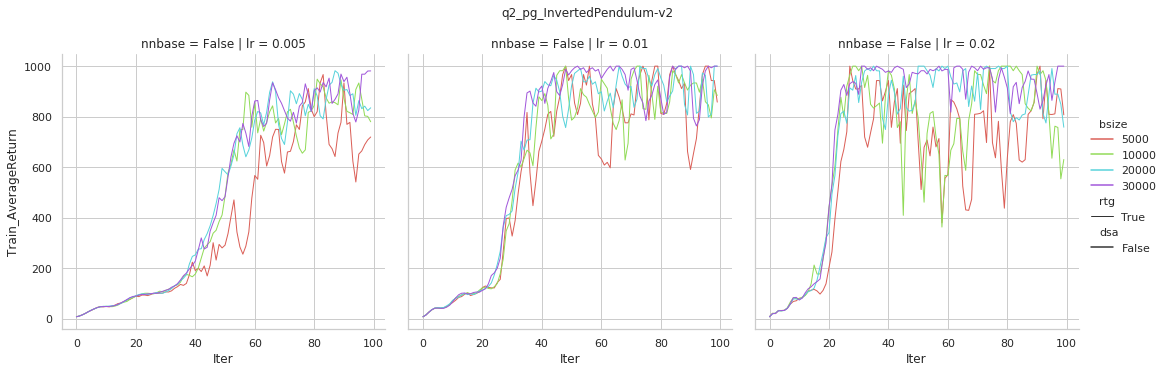 q2_pg_InvertedPendulum-v2
nnbase = False | lr = 0.005
nnbase = False | lr = 0.01
nnbase = False | lr = 0.02
Train_AverageReturn
1000
800
600
400
200
0
0 20 40 60 80 100
Iter
0 20 40 60 80 100
Iter
0 20 40 60 80 100
Iter
bsize
5000
10000
20000
30000
rtg
True
dsa
False